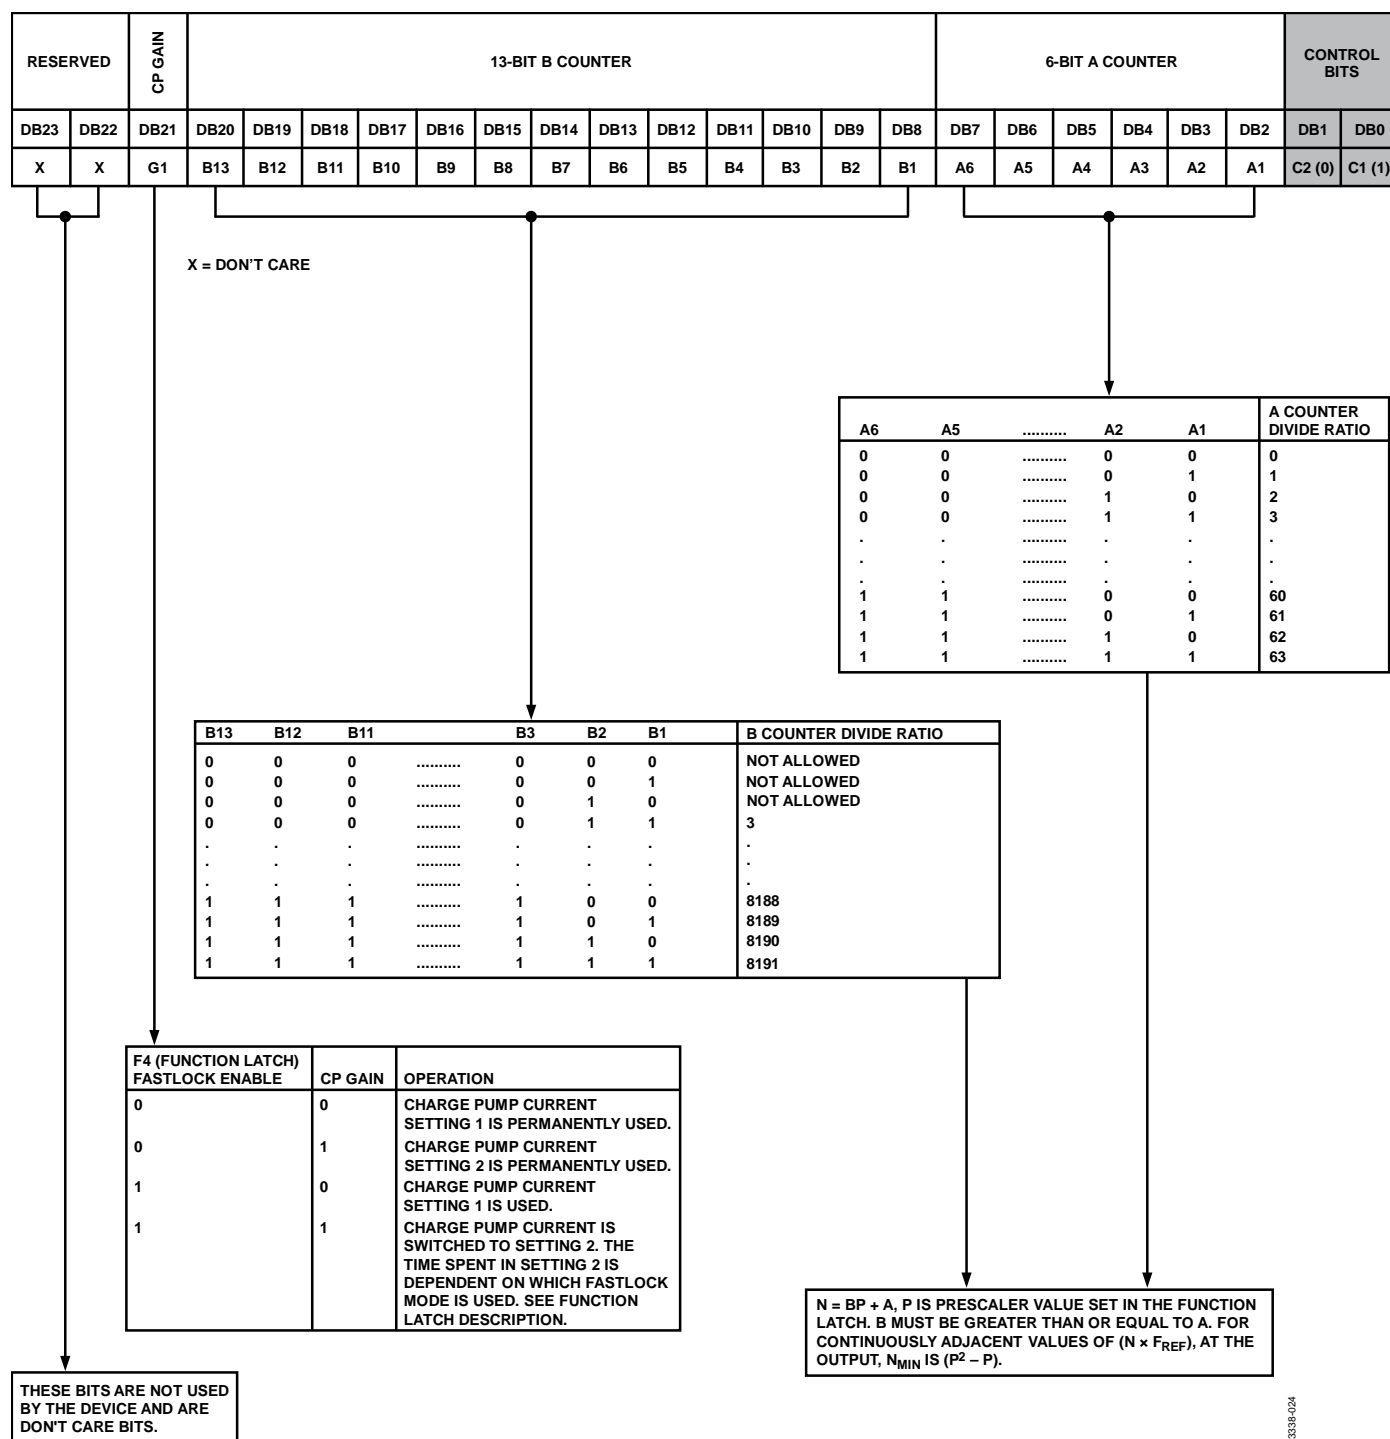 RESERVED CP GAIN 13-BIT B COUNTER 6-BIT A COUNTER CONTROL BITS
DB23 DB22 DB21 DB20 DB19 DB18 DB17 DB16 DB15 DB14 DB13 DB12 DB11 DB10 DB9 DB8 DB7 DB6 DB5 DB4 DB3 DB2 DB1 DB0
X X G1 B13 B12 B11 B10 B9 B8 B7 B6 B5 B4 B3 B2 B1 A6 A5 A4 A3 A2 A1 C2 (0) C1 (1)
X = DON'T CARE
A6 A5 .......... A2 A1 A COUNTER DIVIDE RATIO
0 0 .......... 0 0 0
0 0 .......... 0 1 1
0 0 .......... 1 0 2
0 0 .......... 1 1 3
. . .......... . . .
. . .......... . . .
. . .......... . . .
1 1 .......... 0 0 60
1 1 .......... 0 1 61
1 1 .......... 1 0 62
1 1 .......... 1 1 63
B13 B12 B11 B3 B2 B1 B COUNTER DIVIDE RATIO
0 0 0 .......... 0 0 0 NOT ALLOWED
0 0 0 .......... 0 0 1 NOT ALLOWED
0 0 0 .......... 0 1 0 NOT ALLOWED
0 0 0 .......... 0 1 1 3
. . . .......... . . . .
. . . .......... . . . .
. . . .......... . . . .
1 1 1 .......... 1 0 0 8188
1 1 1 .......... 1 0 1 8189
1 1 1 .......... 1 1 0 8190
1 1 1 .......... 1 1 1 8191
F4 (FUNCTION LATCH)
FASTLOCK ENABLE CP GAIN OPERATION
0 0 CHARGE PUMP CURRENT
SETTING 1 IS PERMANENTLY USED.
0 1 CHARGE PUMP CURRENT
SETTING 2 IS PERMANENTLY USED.
1 0 CHARGE PUMP CURRENT
SETTING 1 IS USED.
1 1 CHARGE PUMP CURRENT IS
SWITCHED TO SETTING 2. THE
TIME SPENT IN SETTING 2 IS
DEPENDENT ON WHICH FASTLOCK
MODE IS USED. SEE FUNCTION
LATCH DESCRIPTION.
N = BP + A, P IS PRESCALER VALUE SET IN THE FUNCTION
LATCH. B MUST BE GREATER THAN OR EQUAL TO A. FOR
CONTINUOUSLY ADJACENT VALUES OF (N × FREF), AT THE
OUTPUT, NMIN IS (P² – P).
THESE BITS ARE NOT USED
BY THE DEVICE AND ARE
DON'T CARE BITS.
3338-024